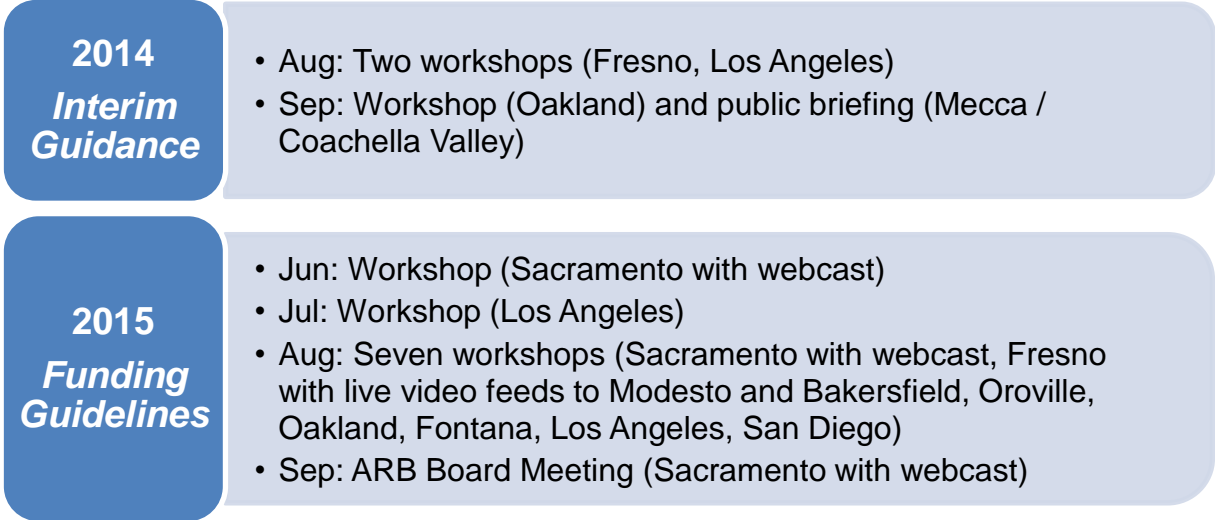 2014
Interim
Guidance
• Aug: Two workshops (Fresno, Los Angeles)
• Sep: Workshop (Oakland) and public briefing (Mecca /
Coachella Valley)
2015
Funding
Guidelines
• Jun: Workshop (Sacramento with webcast)
• Jul: Workshop (Los Angeles)
• Aug: Seven workshops (Sacramento with webcast, Fresno
with live video feeds to Modesto and Bakersfield, Oroville,
Oakland, Fontana, Los Angeles, San Diego)
• Sep: ARB Board Meeting (Sacramento with webcast)